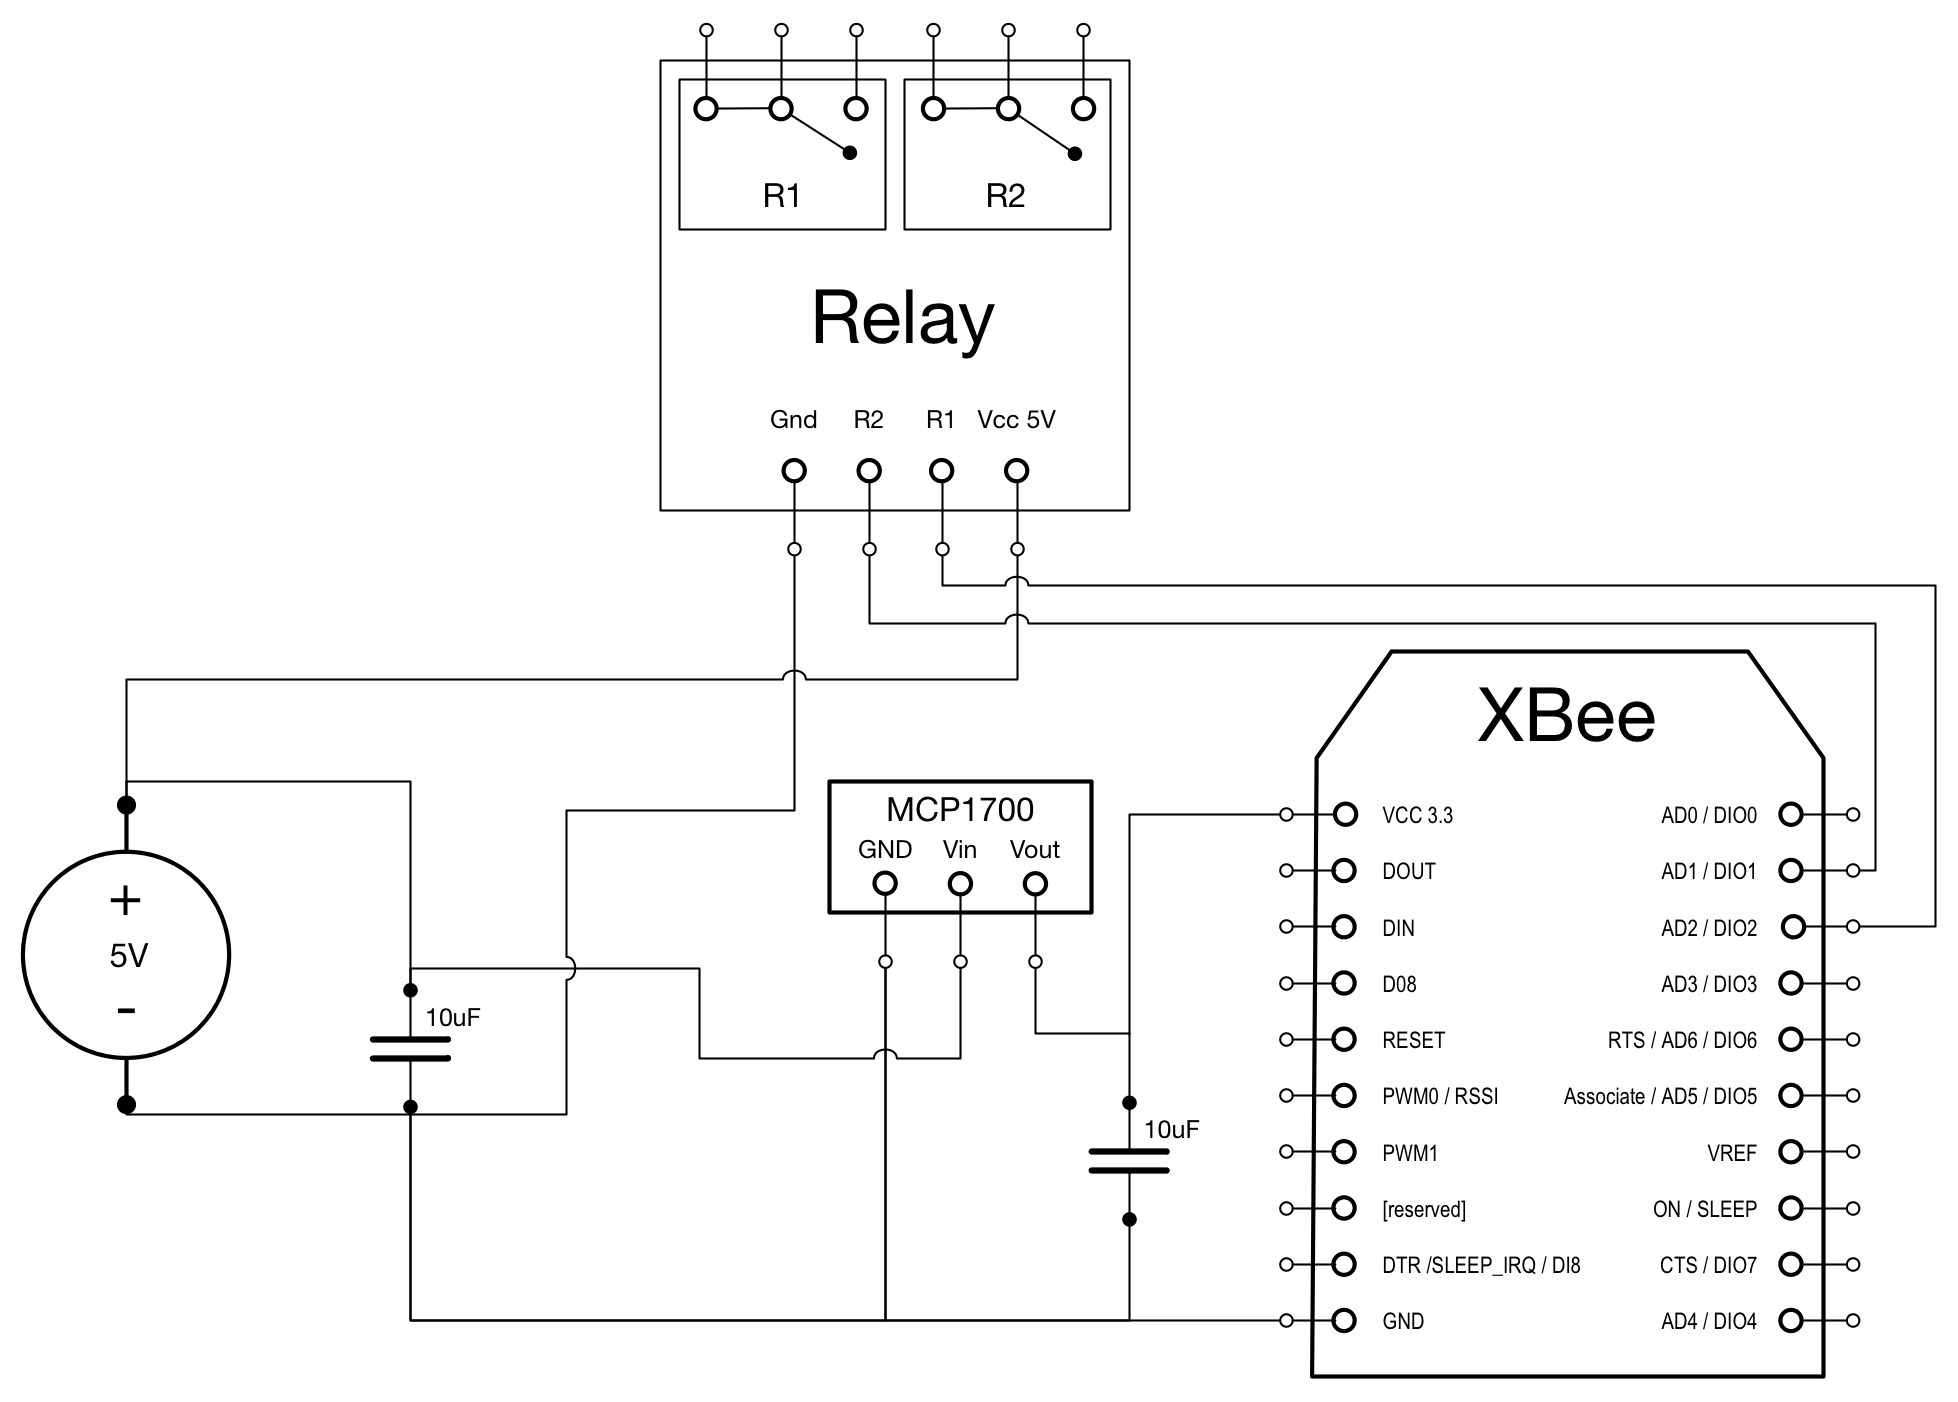 R1
R2
Relay
Gnd R2 R1 Vcc 5V
XBee
MCP1700
GND Vin Vout
+
5V
-
10uF
10uF
VCC 3.3 AD0 / DIO0
DOUT AD1 / DIO1
DIN AD2 / DIO2
D08 AD3 / DIO3
RESET RTS / AD6 / DIO6
PWM0 / RSSI Associate / AD5 / DIO5
PWM1 VREF
[reserved] ON / SLEEP
DTR /SLEEP_IRQ / DI8 CTS / DIO7
GND AD4 / DIO4